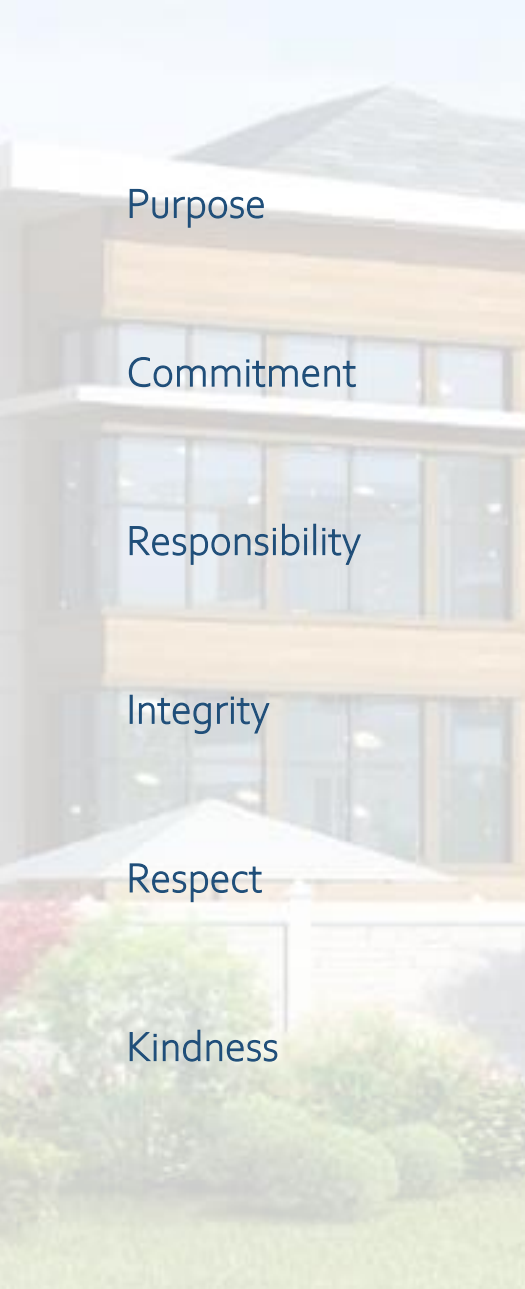 Purpose
Commitment
Responsibility
Integrity
Respect
Kindness